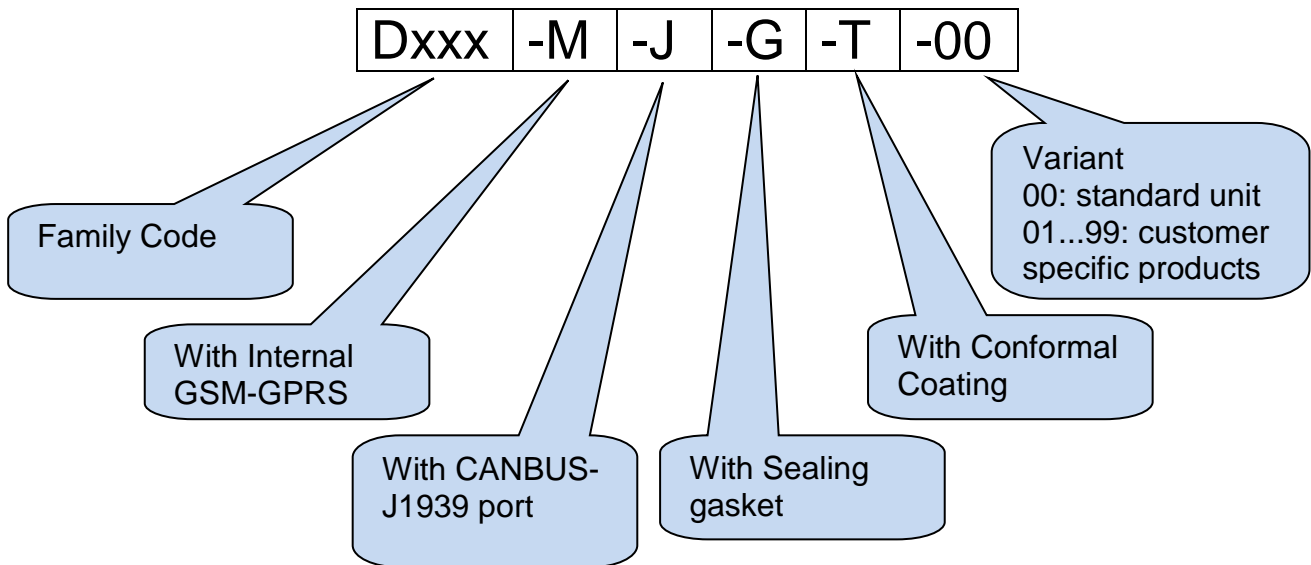 Dxxx -M -J -G -T -00
Family Code
With Internal
GSM-GPRS
With CANBUS-
J1939 port
With Sealing
gasket
With Conformal
Coating
Variant
00: standard unit
01...99: customer
specific products